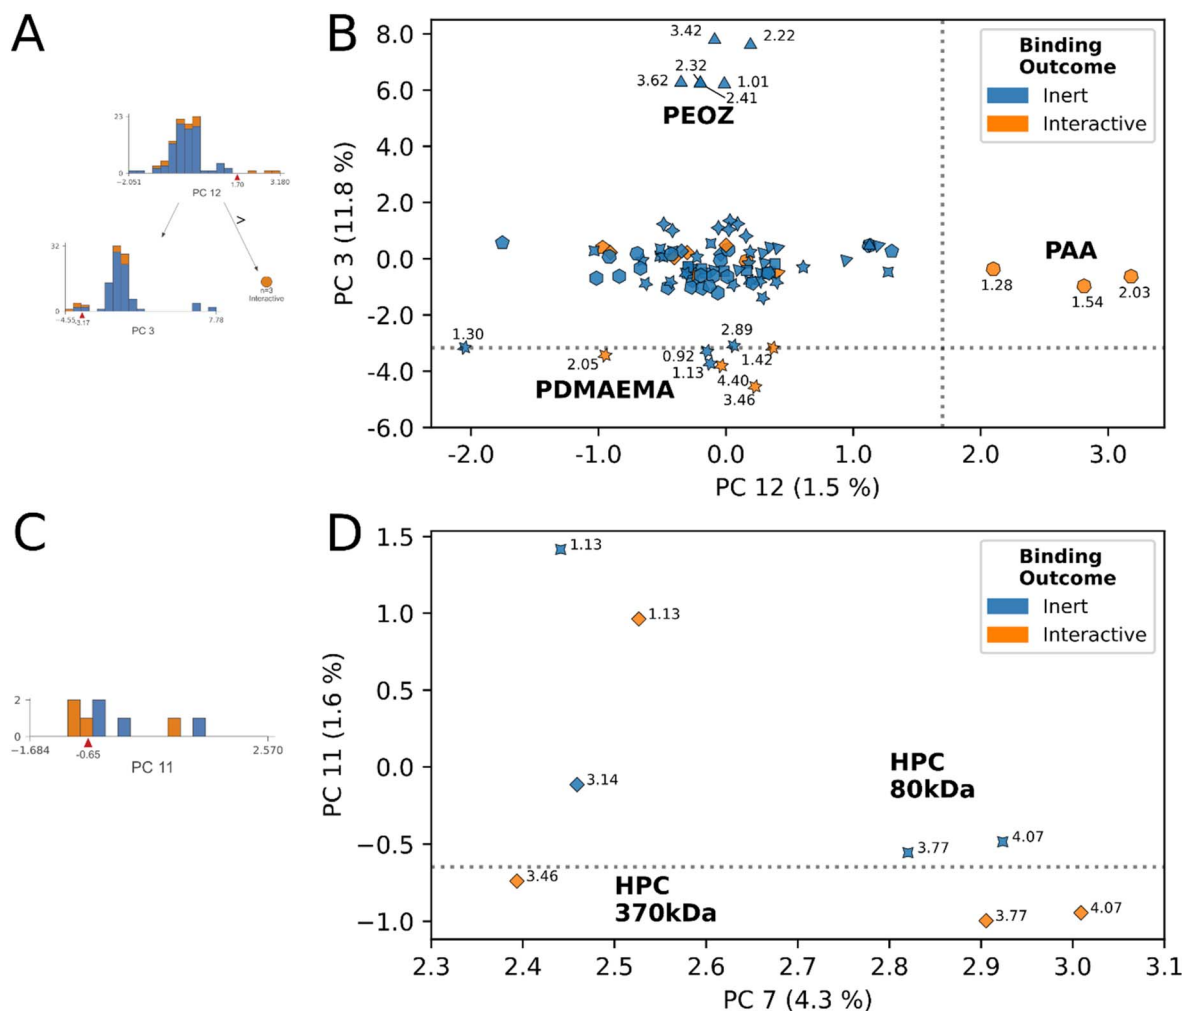 A
23
0
−2.051
1.70
3.180
PC 12
>
32
0
−4.55
-3.17
7.78
PC 3
n=3
Interactive
B
8.0
6.0
4.0
2.0
0.0
-2.0
-4.0
-6.0
PC 3 (11.8 %)
3.42
2.22
2.32
3.62
1.01
2.41
PEOZ
Binding
Outcome
Inert
Interactive
PAA
1.28
1.54
2.03
1.30
2.89
2.05
0.92
1.42
1.13
4.40
3.46
PDMAEMA
-2.0
-1.0
0.0
1.0
2.0
3.0
PC 12 (1.5 %)
C
2
0
−1.684
-0.65
2.570
PC 11
D
1.5
1.0
0.5
0.0
−0.5
−1.0
PC 11 (1.6 %)
1.13
1.13
3.14
Binding
Outcome
Inert
Interactive
HPC
80kDa
3.77
4.07
3.46
HPC
370kDa
3.77
4.07
2.3
2.4
2.5
2.6
2.7
2.8
2.9
3.0
3.1
PC 7 (4.3 %)